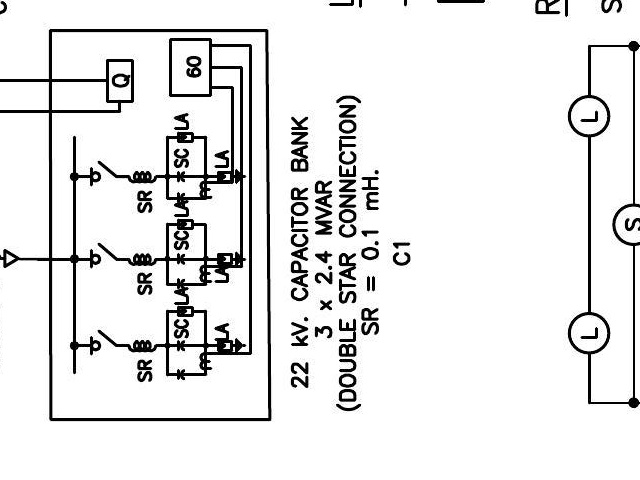 Q
60
LA
SC
LA
SR
LA
SC
LA
SR
LA
SC
LA
SR
22 kV. CAPACITOR BANK
3 x 2.4 MVAR
(DOUBLE STAR CONNECTION)
SR = 0.1 mH.
C1
L
L
S